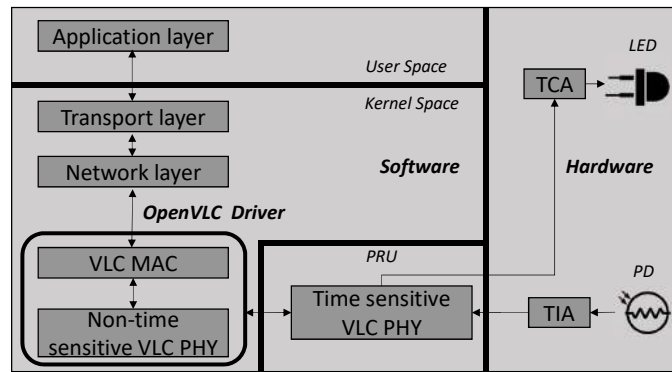 Application layer
User Space
Kernel Space
Transport layer
Network layer
Software
OpenVLC Driver
VLC MAC
Non-time
sensitive VLC PHY
PRU
Time sensitive
VLC PHY
LED
TCA
Hardware
PD
TIA